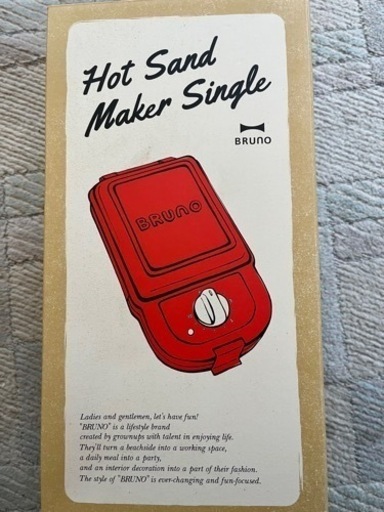 Hot Sand
Maker Single
BRUNO
BRUNO
Ladies and gentlemen, let's have fun!
"BRUNO" is a lifestyle brand
created by grownups with talent in enjoying life.
They'll turn a beachside into a working space,
a daily meal into a party,
and an interior decoration into a part of their fashion.
The style of "BRUNO" is ever-changing and fun-focused.